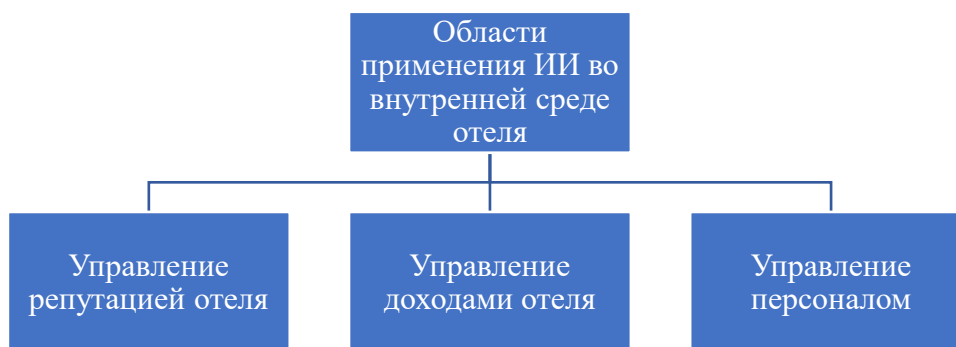 Области
применения ИИ во
внутренней среде
отеля
Управление
репутацией отеля
Управление
доходами отеля
Управление
персоналом